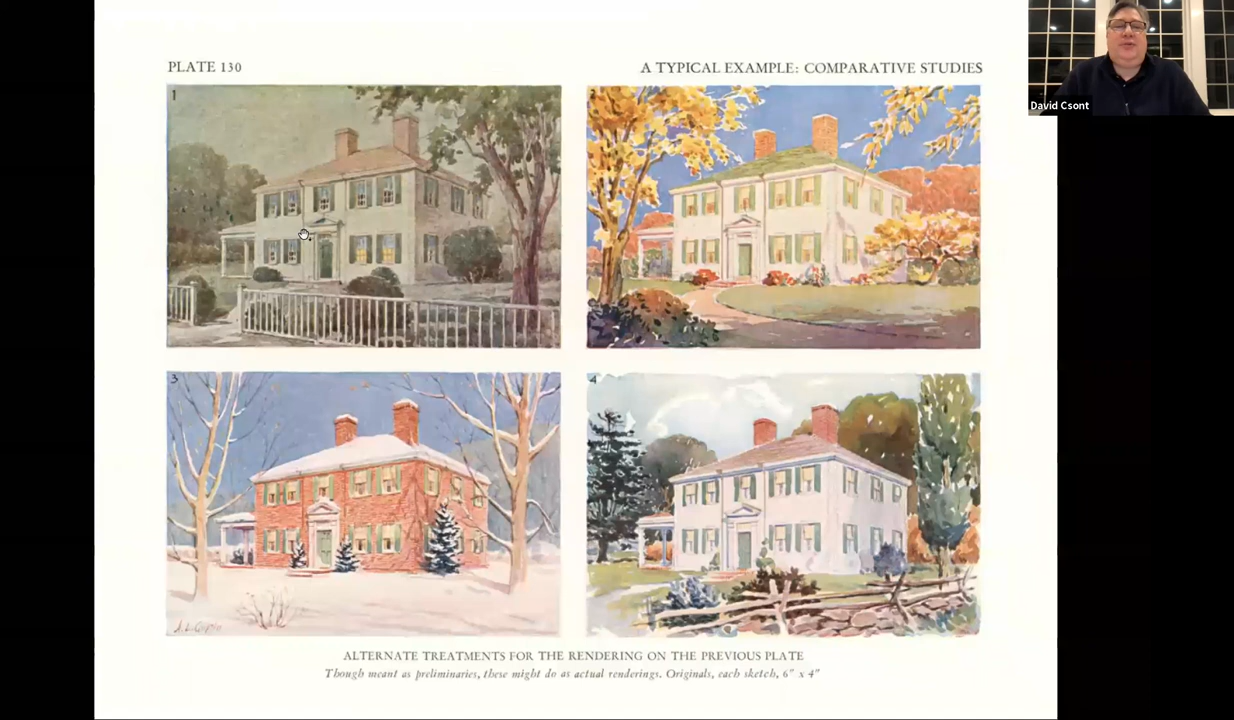 PLATE 130
A TYPICAL EXAMPLE: COMPARATIVE STUDIES
David Csont
1
2
3
4
ALTERNATE TREATMENTS FOR THE RENDERING ON THE PREVIOUS PLATE
Though meant as preliminaries, these might do as actual renderings. Originals, each sketch, 6" x 4"